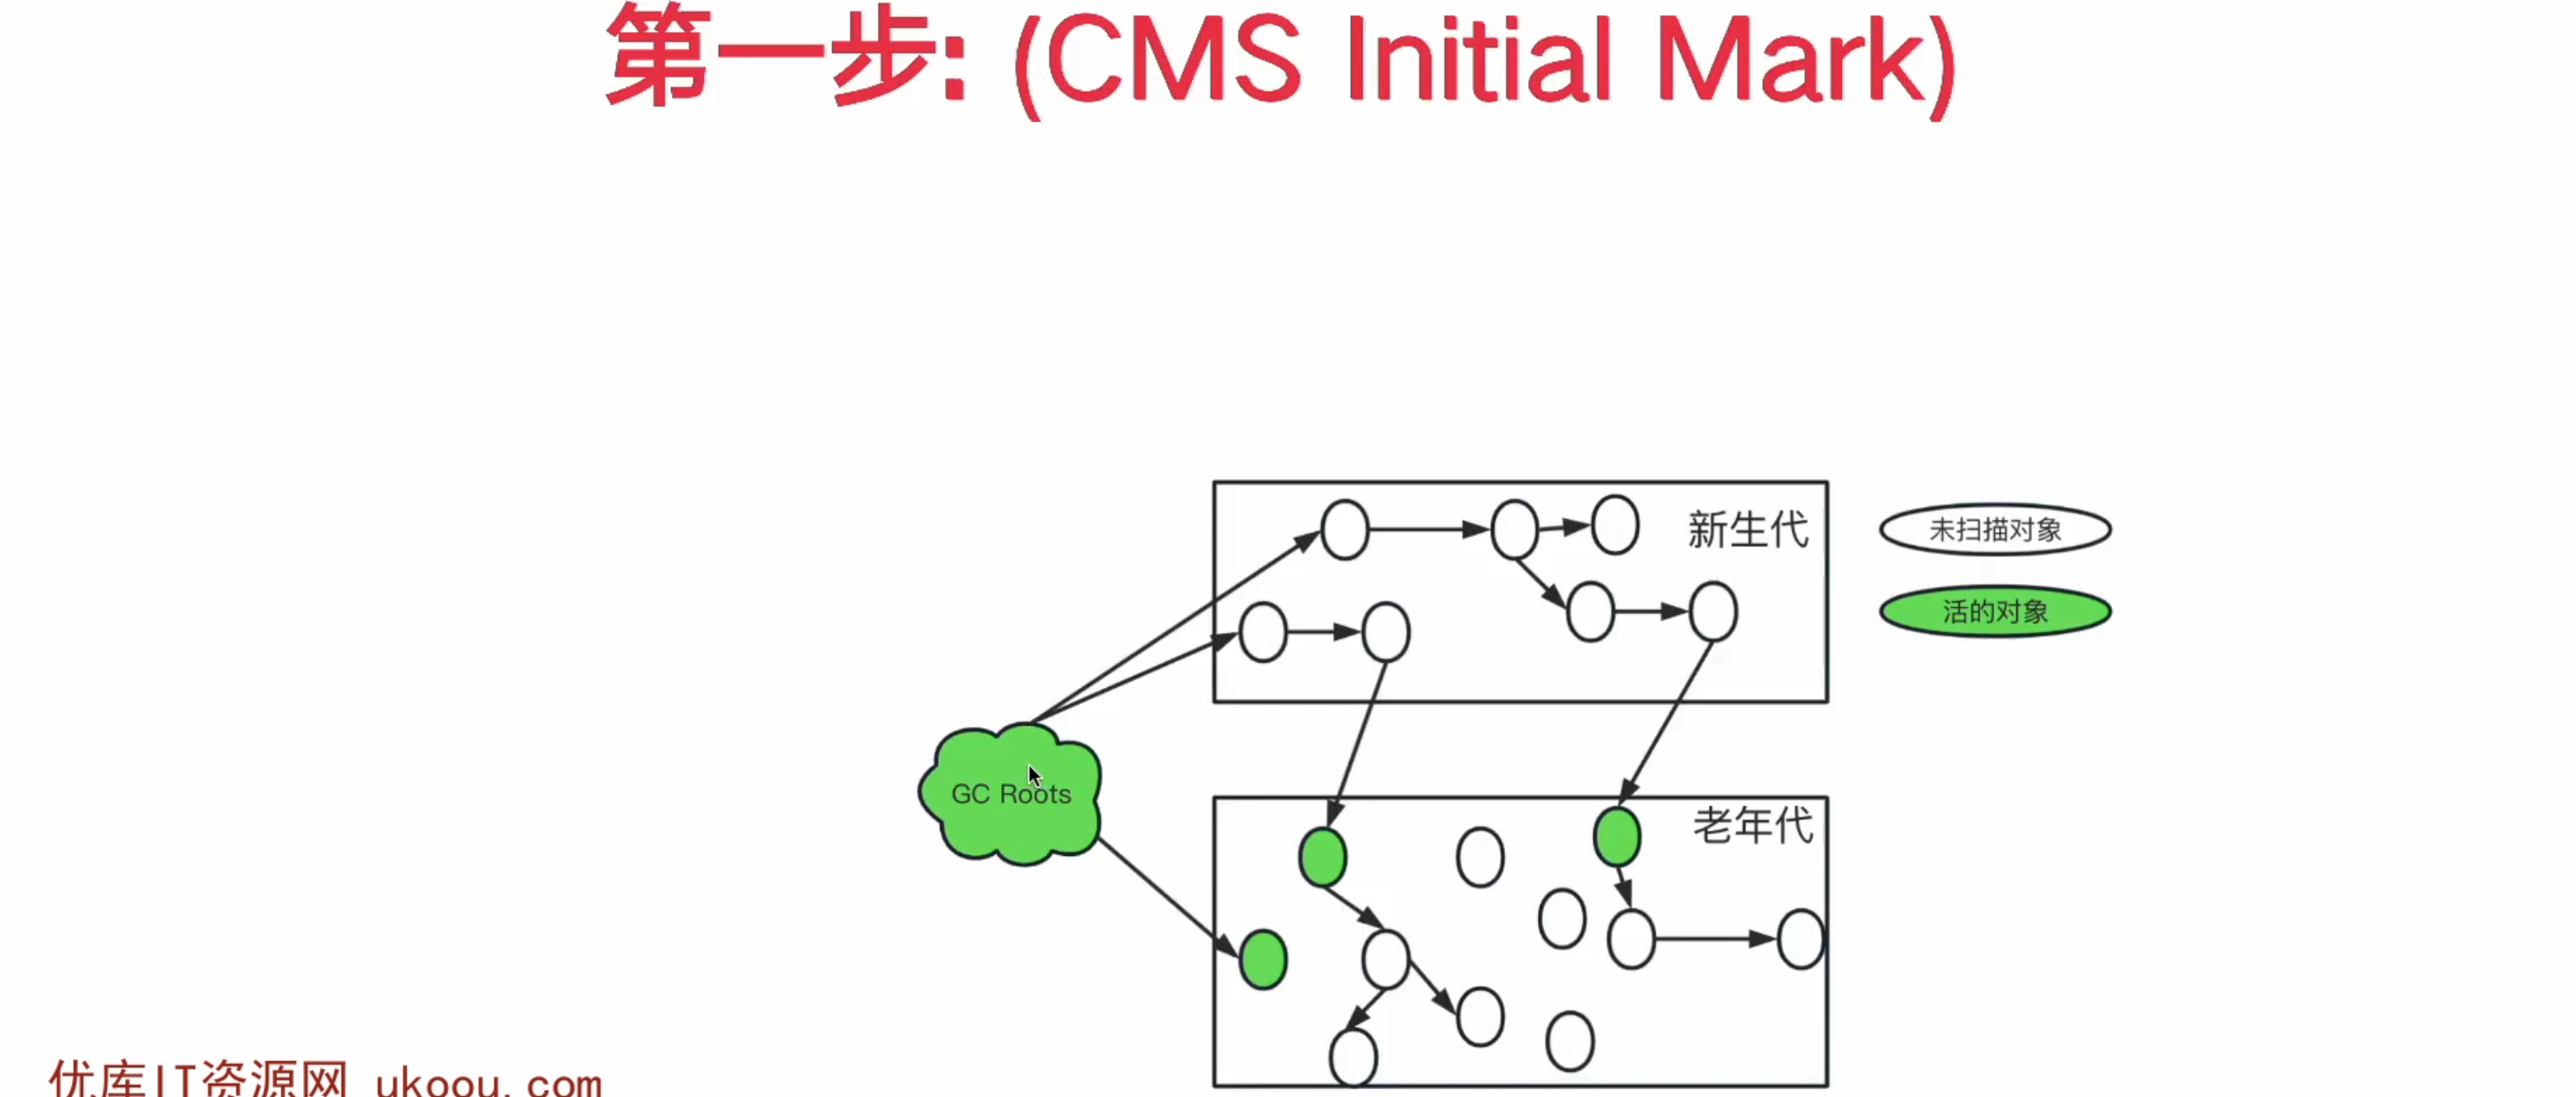 第一步: (CMS Initial Mark)
新生代
未扫描对象
活的对象
GC Roots
老年代
优库IT资源网 ukoou.com